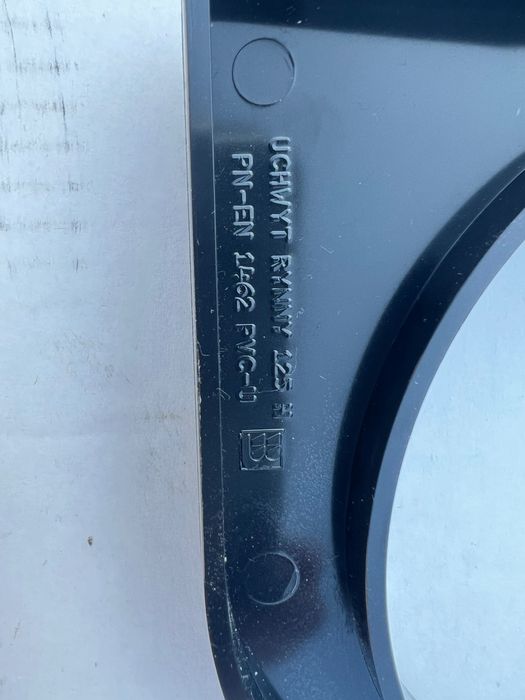 UCHWYT RYNNY 125 H
PN-EN 1462 PVC-U